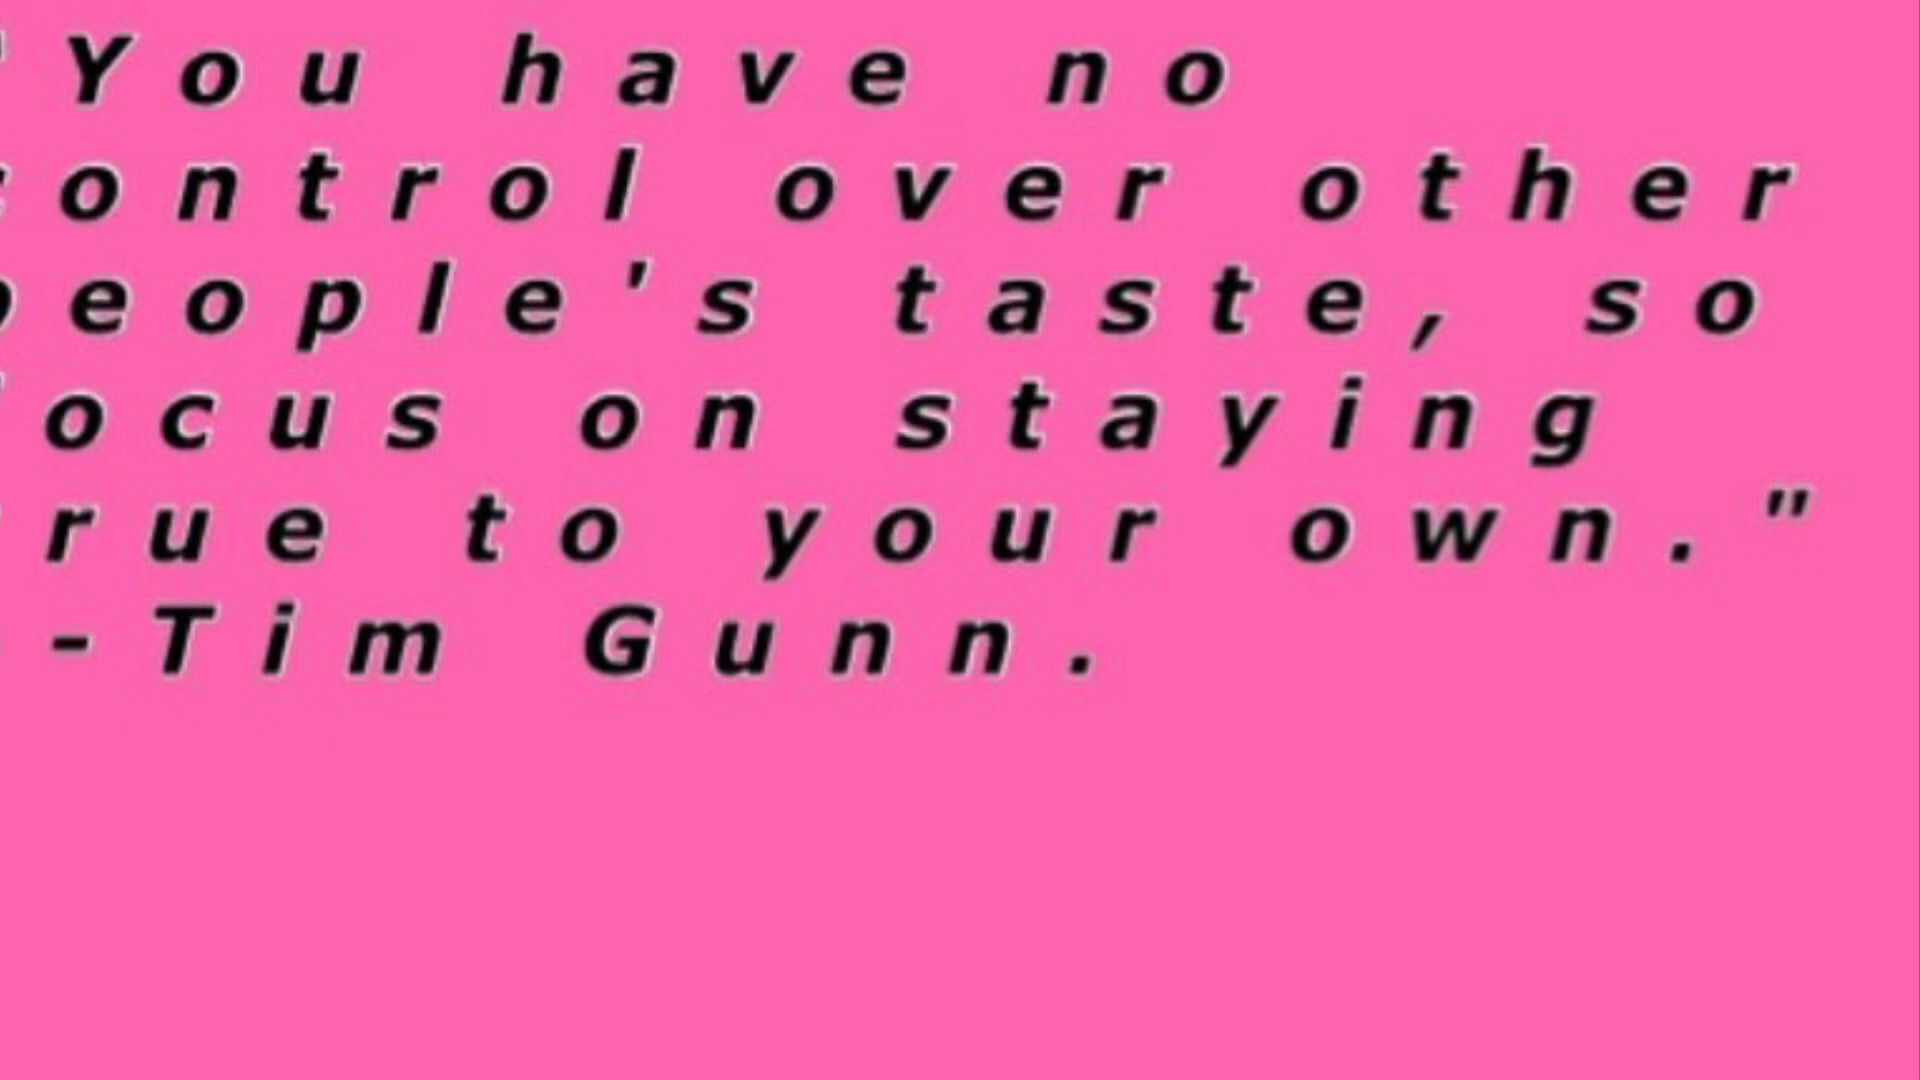 "You have no
control over other
people's taste, so
focus on staying
true to your own."
--Tim Gunn.